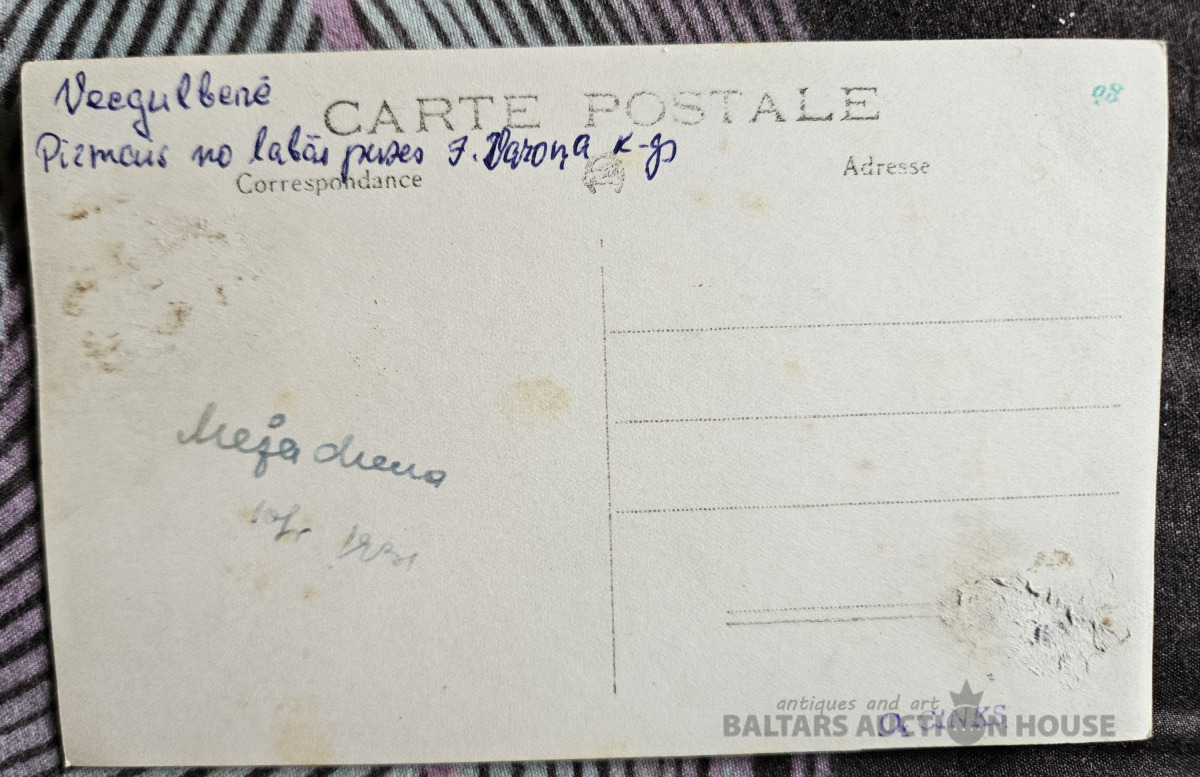 Vecgulbenē
98
CARTE POSTALE
Pirmais no labās puses J. Varoņa k-gs
Correspondance
Adresse
Meža diena
1931
antiques and art
BALTARS AUCTION HOUSE